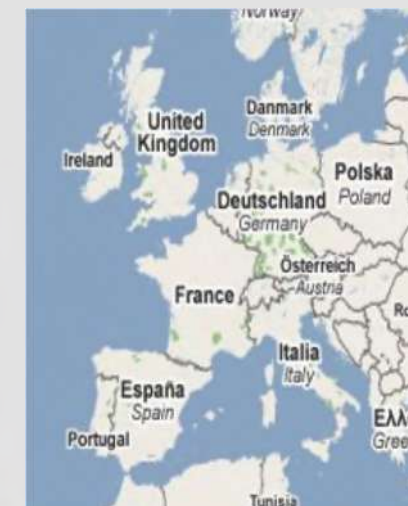 Norway
Danmark
Denmark
United
Kingdom
Ireland
Polska
Poland
Deutschland
Germany
Österreich
Austria
France
Ro
Italia
Italy
España
Spain
Portugal
Ελλ
Gree
Tunisia